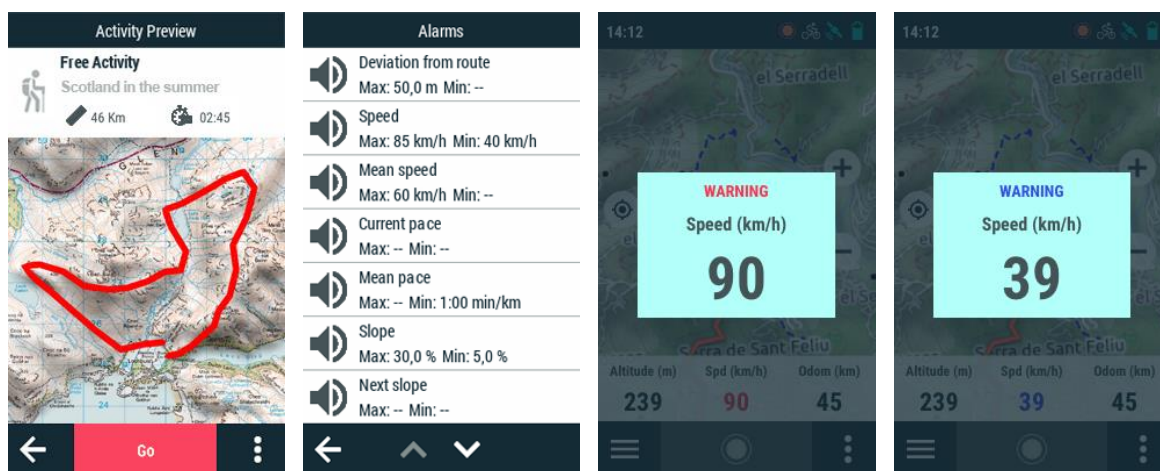 Activity Preview
Free Activity
Scotland in the summer
46 Km
02:45
GLEN
24
Go
Alarms
Deviation from route
Max: 50,0 m Min: --
Speed
Max: 85 km/h Min: 40 km/h
Mean speed
Max: 60 km/h Min: --
Current pace
Max: -- Min: --
Mean pace
Max: -- Min: 1:00 min/km
Slope
Max: 30,0 % Min: 5,0 %
Next slope
Max: -- Min: --
14:12
el Serradell
WARNING
Speed (km/h)
90
Serra de Sant Feliu
Altitude (m) Spd (km/h) Odom (km)
239 90 45
14:12
el Serradell
WARNING
Speed (km/h)
39
Serra de Sant Feliu
Altitude (m) Spd (km/h) Odom (km)
239 39 45